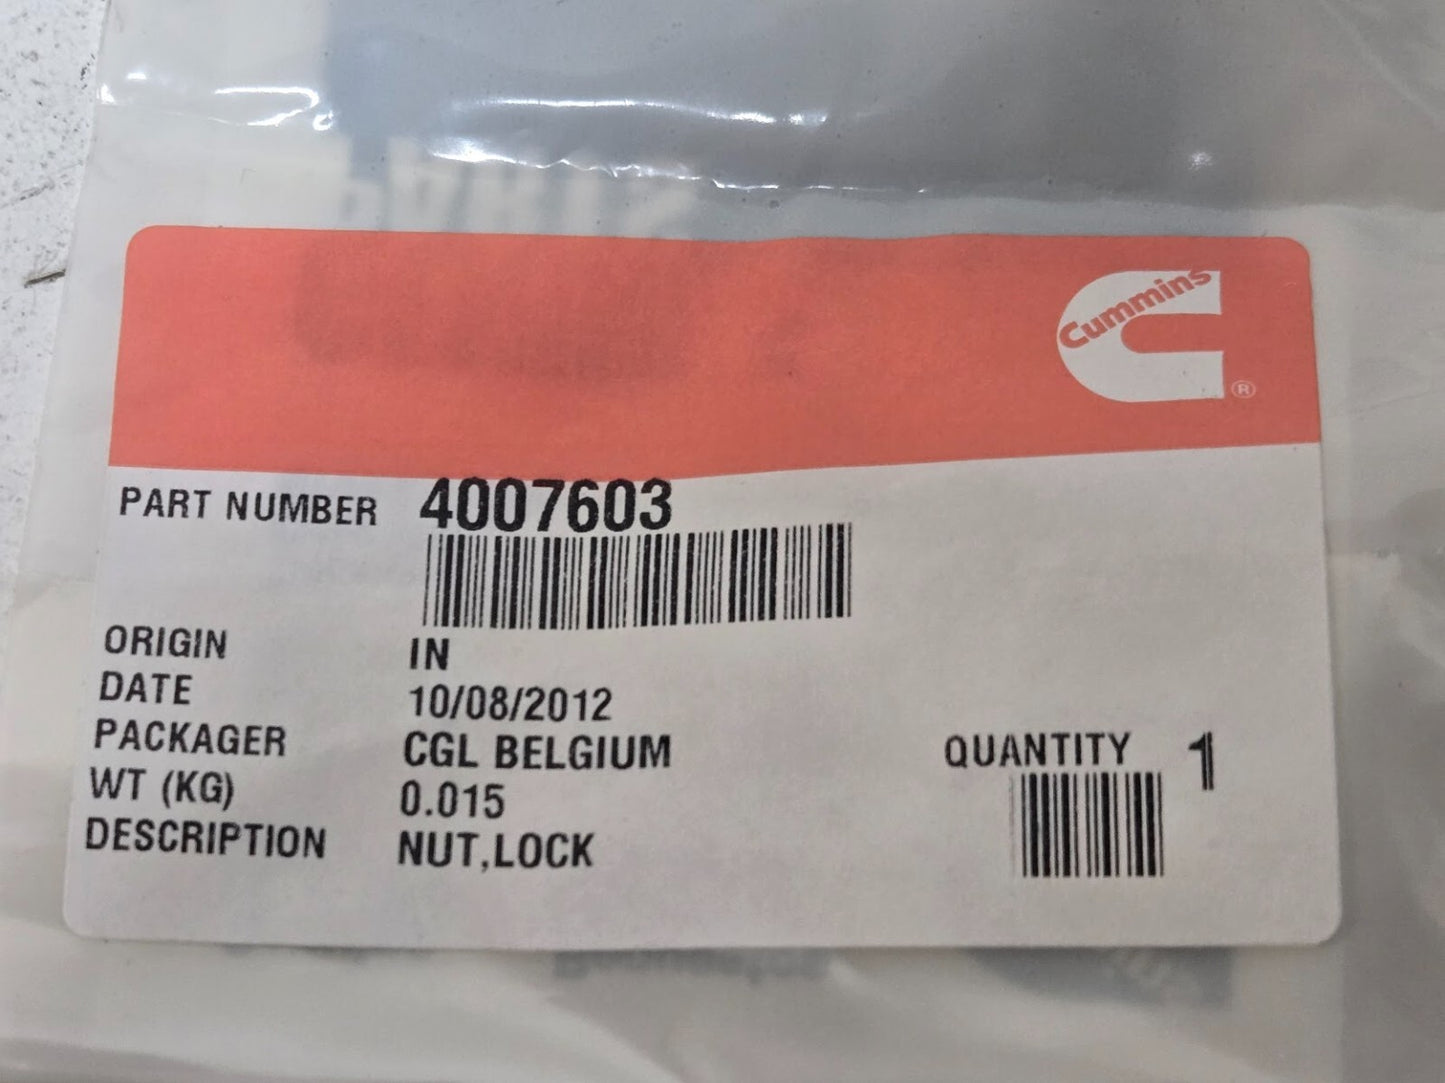 Cummins
®
PART NUMBER 4007603
ORIGIN IN
DATE 10/08/2012
PACKAGER CGL BELGIUM
WT (KG) 0.015
DESCRIPTION NUT,LOCK
QUANTITY 1